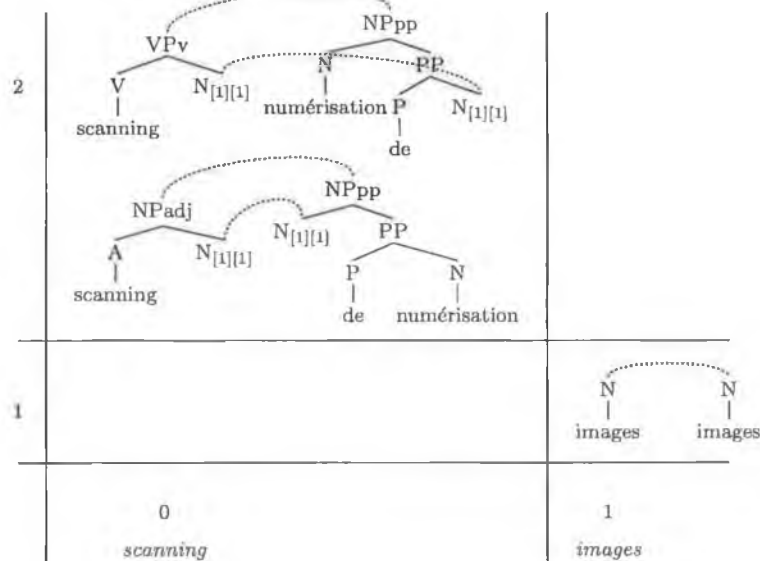 VPv NPpp
V N[1][1] N PP
scanning numérisation P N[1][1]
de
2
NPadj NPpp
A N[1][1] N[1][1] PP
scanning P N
de numérisation
1
N N
images images
0 1
scanning images